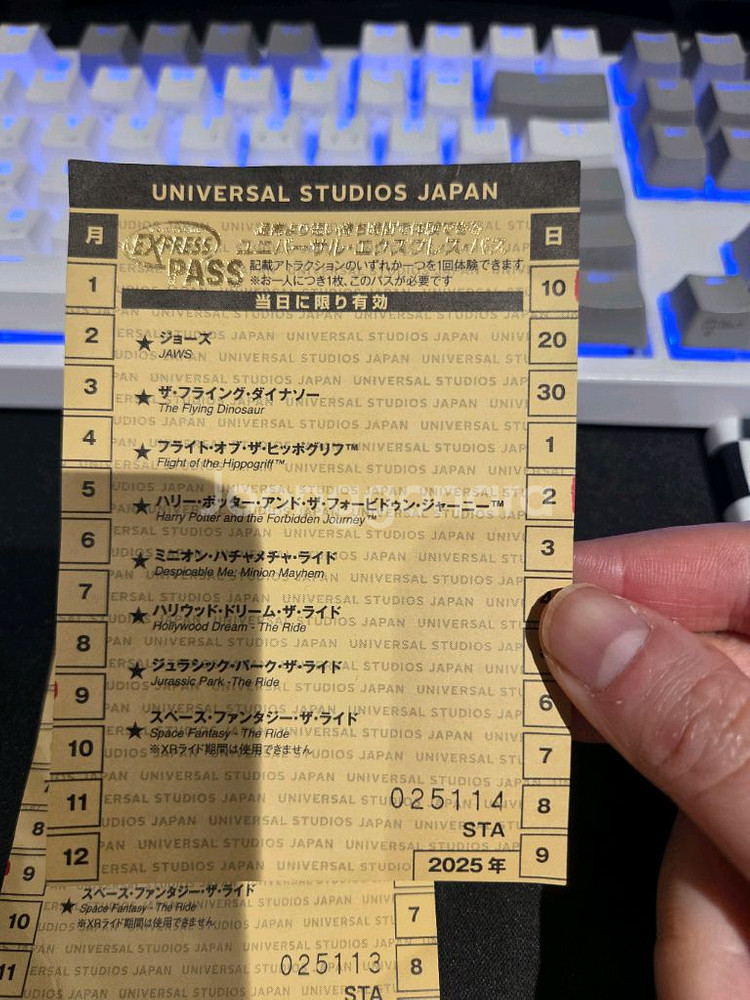 UNIVERSAL STUDIOS JAPAN
月
日
EXPRESS PASS
ユニバーサル・エクスプレス・パス
記載アトラクションのいずれか一つを1回体験できます
※お一人につき1枚、このパスが必要です
当日に限り有効
1
10
2
20
3
30
4
1
5
2
6
3
7
8
9
6
10
7
11
8
12
9
★ ジョーズ
JAWS
★ ザ・フライング・ダイナソー
The Flying Dinosaur
★ フライト・オブ・ザ・ヒッポグリフ™
Flight of the Hippogriff™
★ ハリー・ポッター・アンド・ザ・フォービドゥン・ジャーニー™
Harry Potter and the Forbidden Journey™
★ ミニオン・ハチャメチャ・ライド
Despicable Me: Minion Mayhem
★ ハリウッド・ドリーム・ザ・ライド
Hollywood Dream - The Ride
★ ジュラシック・パーク・ザ・ライド
Jurassic Park -The Ride
★ スペース・ファンタジー・ザ・ライド
Space Fantasy - The Ride
※XRライド期間は使用できません
025114
STA
2025年
8
9
10
11
★ スペース・ファンタジー・ザ・ライド
Space Fantasy - The Ride
※XRライド期間は使用できません
7
025113
8
STA